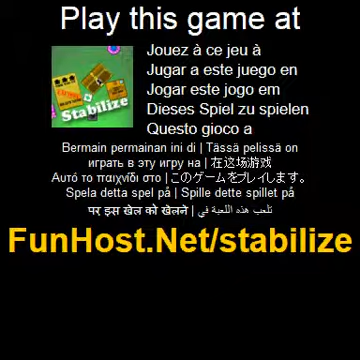 Play this game at
Stabilize
Jouez à ce jeu à
Jugar a este juego en
Jogar este jogo em
Dieses Spiel zu spielen
Questo gioco a
Bermain permainan ini di | Tässä pelissä on
играть в эту игру на | 在这场游戏
Αυτό το παιχνίδι στο | このゲームをプレイします。
Spela detta spel på | Spille dette spillet på
पर इस खेल को खेलने | تلعب هذه اللعبة في
FunHost.Net/stabilize